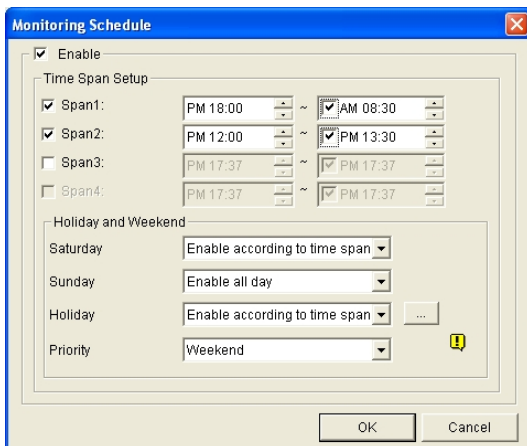 Monitoring Schedule
Enable
Time Span Setup
Span1: PM 18:00 ~ AM 08:30
Span2: PM 12:00 ~ PM 13:30
Span3: PM 17:37 ~ PM 17:37
Span4: PM 17:37 ~ PM 17:37
Holiday and Weekend
Saturday Enable according to time span
Sunday Enable all day
Holiday Enable according to time span ...
Priority Weekend
OK Cancel